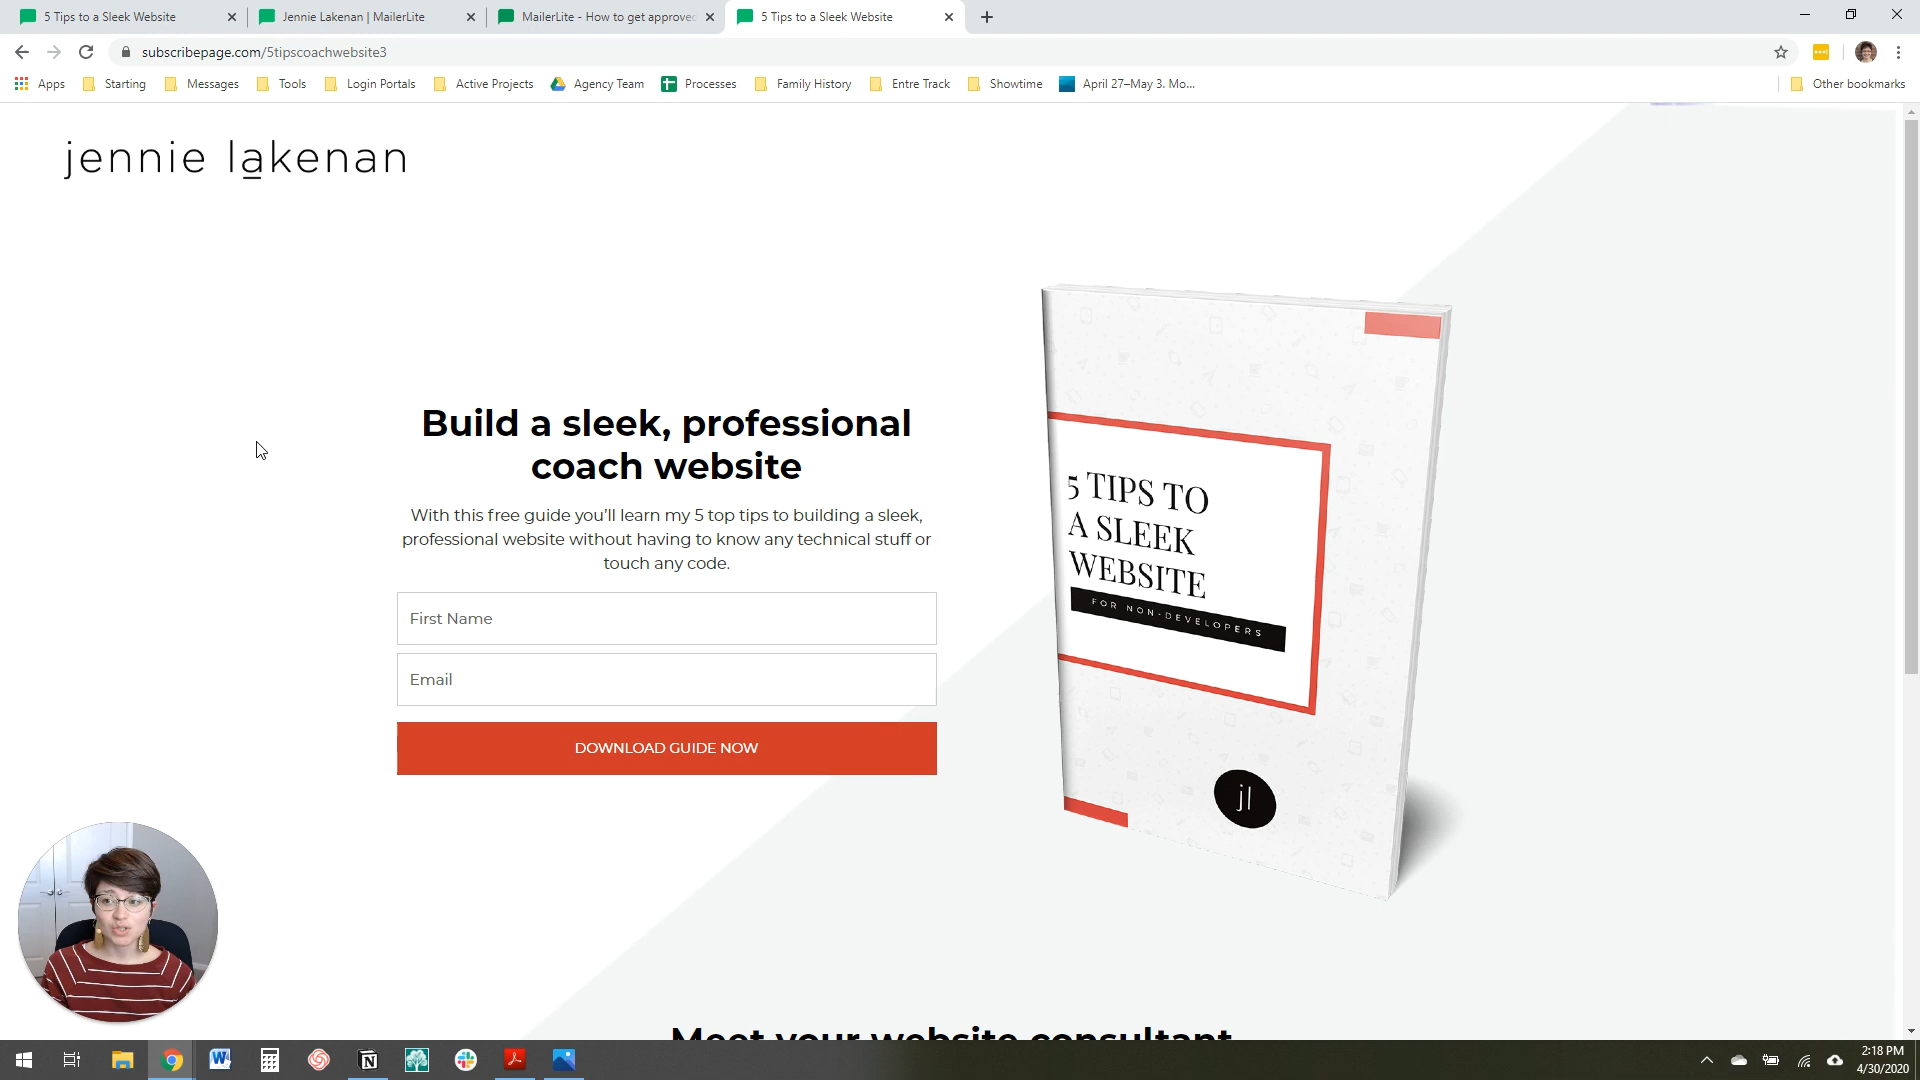 5 Tips to a Sleek Website
Jennie Lakenan | MailerLite
MailerLite - How to get approved
5 Tips to a Sleek Website
subscribepage.com/5tipscoachwebsite3
Apps
Starting
Messages
Tools
Login Portals
Active Projects
Agency Team
Processes
Family History
Entre Track
Showtime
April 27–May 3. Mo...
Other bookmarks
jennie lakenan
Build a sleek, professional
coach website
With this free guide you’ll learn my 5 top tips to building a sleek,
professional website without having to know any technical stuff or
touch any code.
First Name
Email
DOWNLOAD GUIDE NOW
5 TIPS TO
A SLEEK
WEBSITE
FOR NON-DEVELOPERS
jl
Meet your website consultant
2:18 PM
4/30/2020